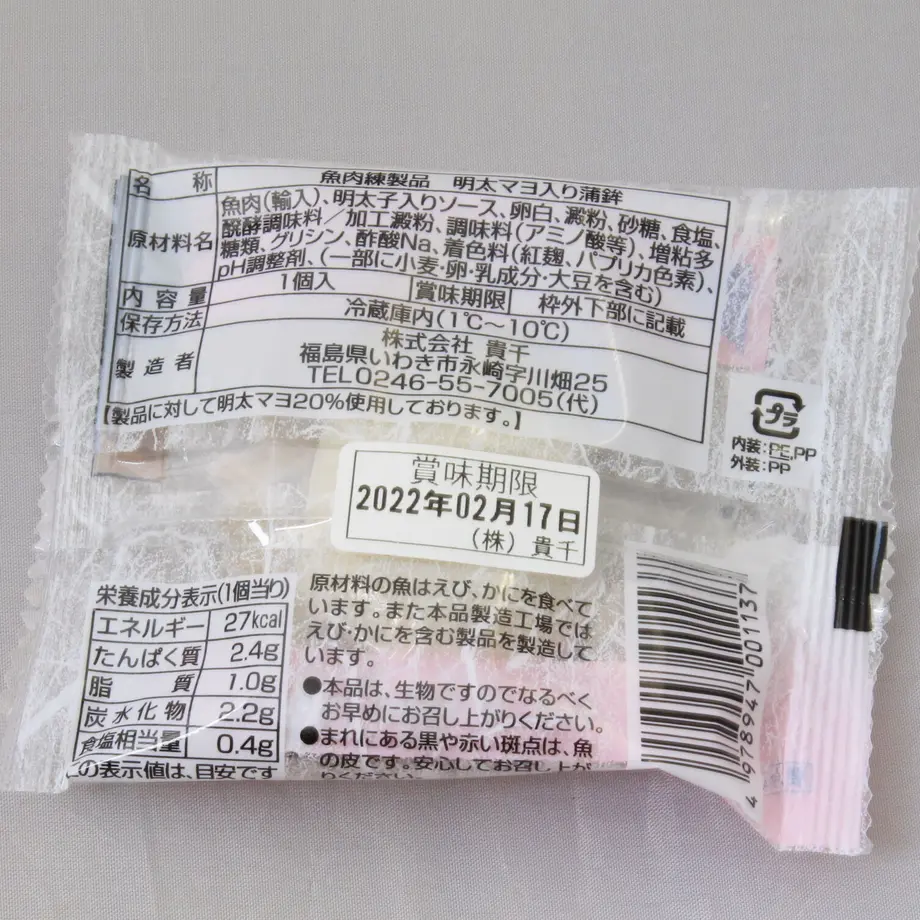 名称 魚肉練製品 明太マヨ入り蒲鉾
原材料名 魚肉(輸入)、明太子入りソース、卵白、澱粉、砂糖、食塩、
醗酵調味料/加工澱粉、調味料(アミノ酸等)、増粘多
糖類、グリシン、酢酸Na、着色料(紅麹、パプリカ色素)、
pH調整剤、(一部に小麦・卵・乳成分・大豆を含む)
内容量 1個入 賞味期限 枠外下部に記載
保存方法 冷蔵庫内(1℃～10℃)
製造者 株式会社 貴千
福島県いわき市永崎字川畑25
TEL0246-55-7005(代)
【製品に対して明太マヨ20%使用しております。】
プラ
内装:PE,PP
外装:PP
賞味期限
2022年02月17日
(株) 貴千
栄養成分表示(1個当り)
エネルギー 27kcal
たんぱく質 2.4g
脂質 1.0g
炭水化物 2.2g
食塩相当量 0.4g
この表示値は、目安です
原材料の魚はえび、かにを食べて
います。また本品製造工場では
えび・かにを含む製品を製造して
います。
●本品は、生物ですのでなるべく
お早めにお召し上がりください。
●まれにある黒や赤い斑点は、魚
の皮です。安心してお召し上が
りください。
4 978947 001137